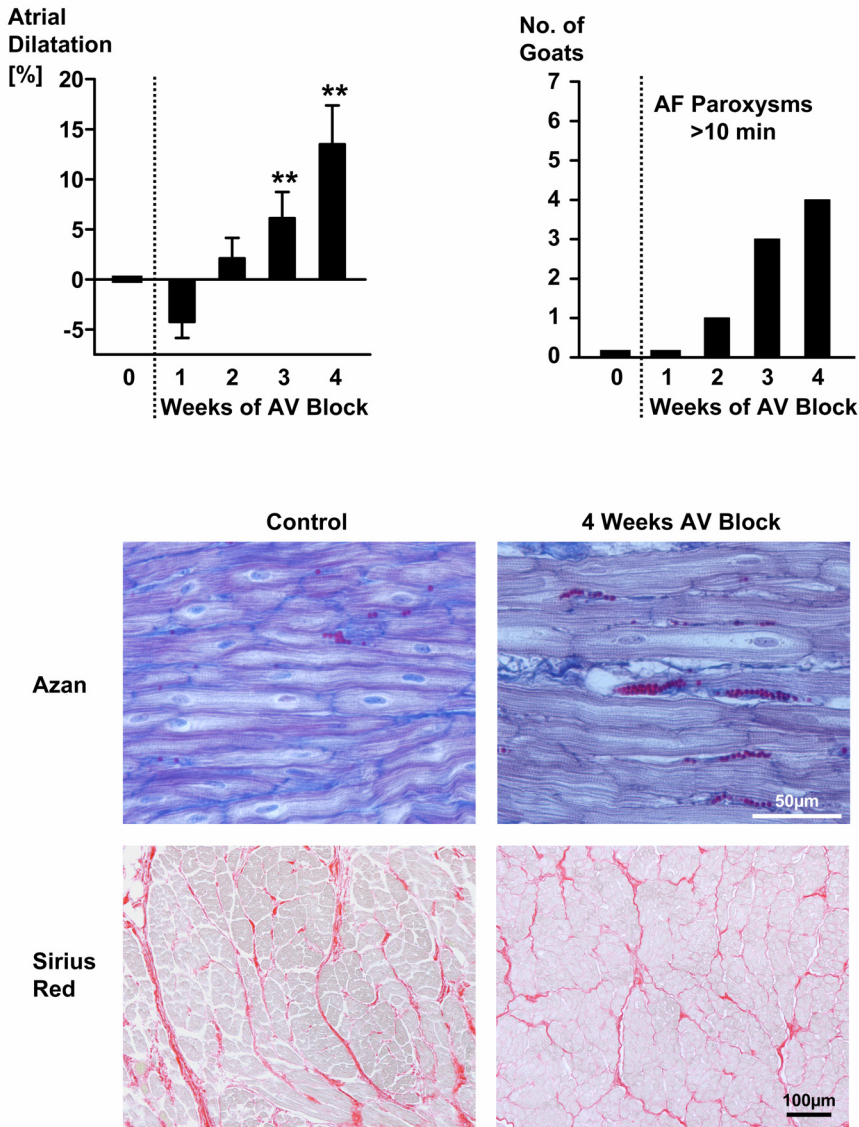 Atrial
Dilatation
[%]
20
15
10
5
0
-5
**
**
0 1 2 3 4
Weeks of AV Block
No. of
Goats
7
6
5
4
3
2
1
0
AF Paroxysms
>10 min
0 1 2 3 4
Weeks of AV Block
Control
4 Weeks AV Block
Azan
50µm
Sirius
Red
100µm